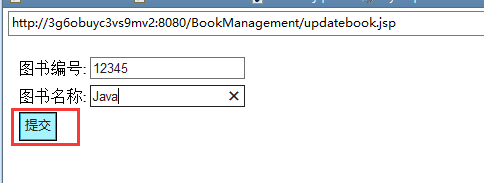 http://3g6obuyc3vs9mv2:8080/BookManagement/updatebook.jsp
图书编号: 12345
图书名称: Java
提交